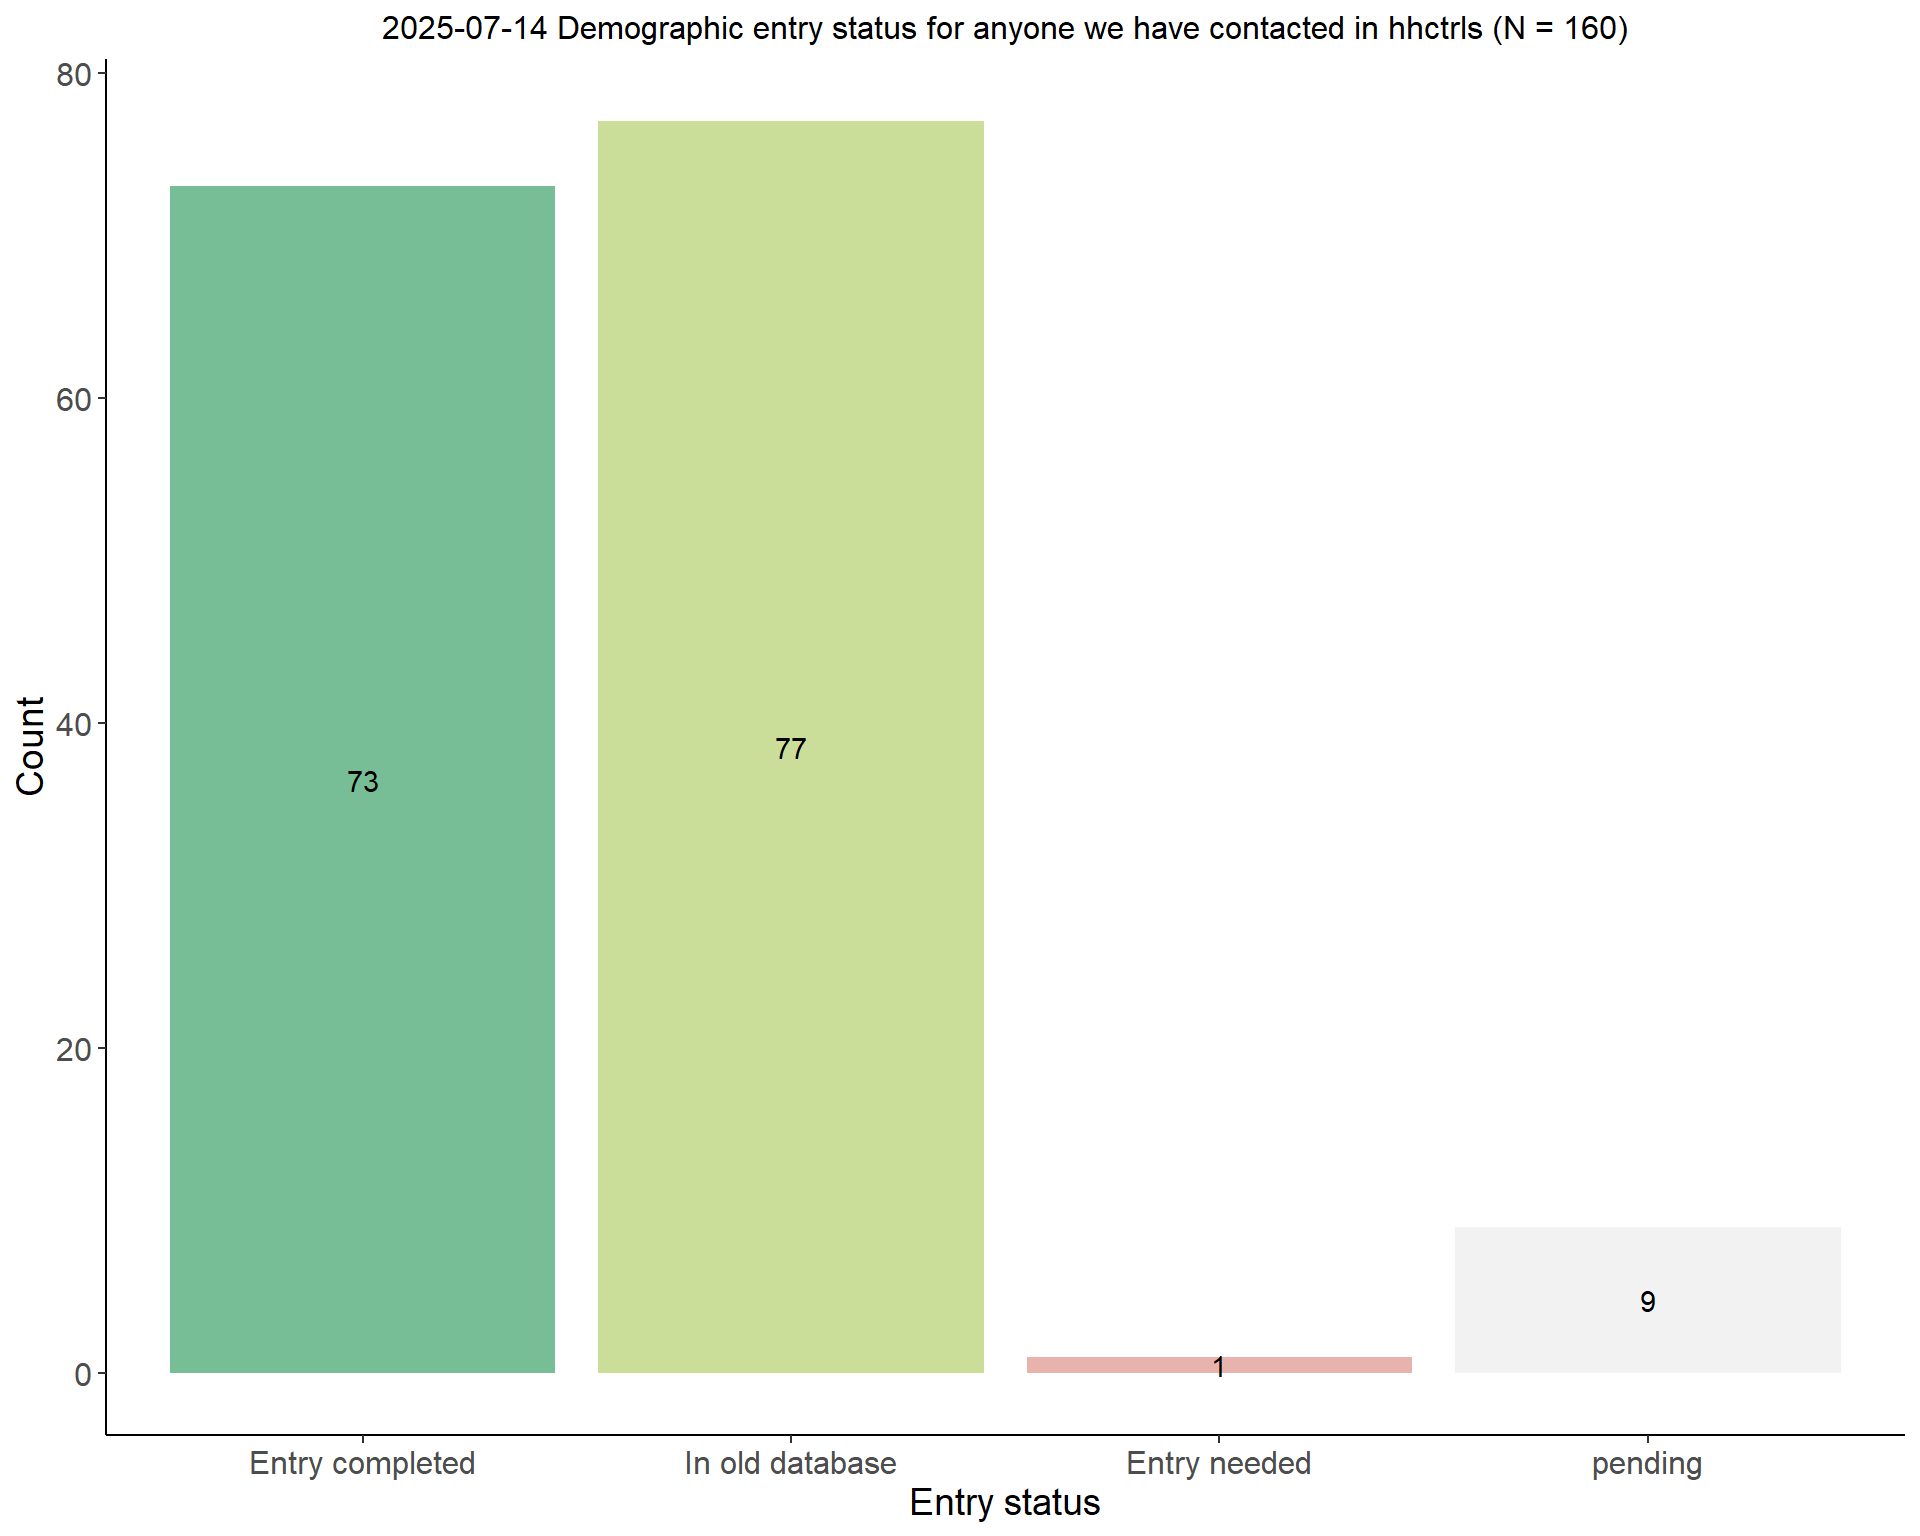 2025-07-14 Demographic entry status for anyone we have contacted in hhctrls (N = 160)
80
60
40
20
0
Count
73
77
1
9
Entry completed
In old database
Entry needed
pending
Entry status